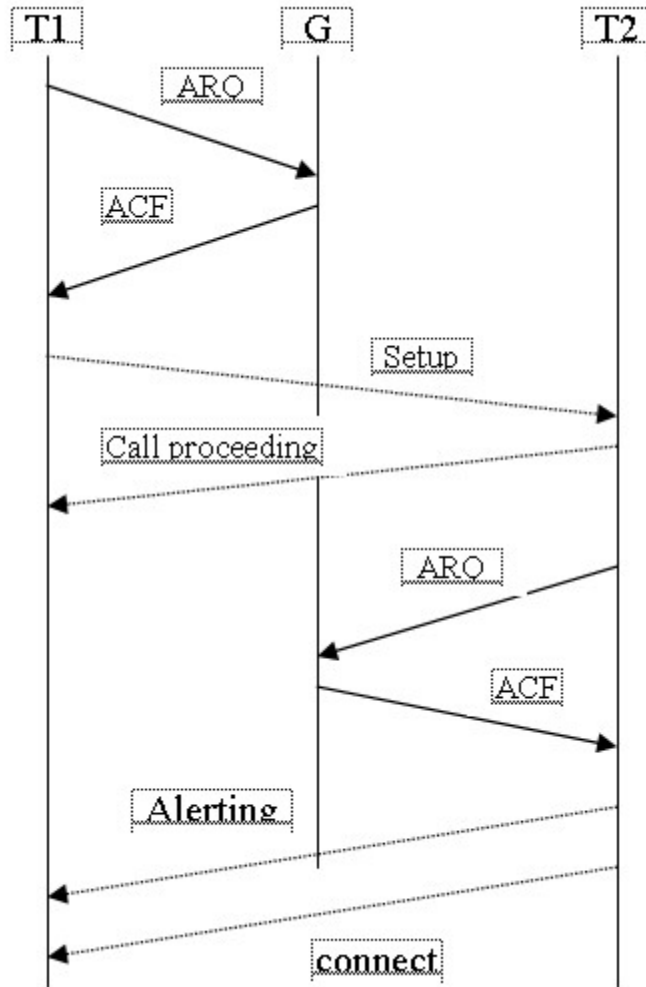 T1 G T2
ARQ
ACF
Setup
Call proceeding
ARQ
ACF
Alerting
connect